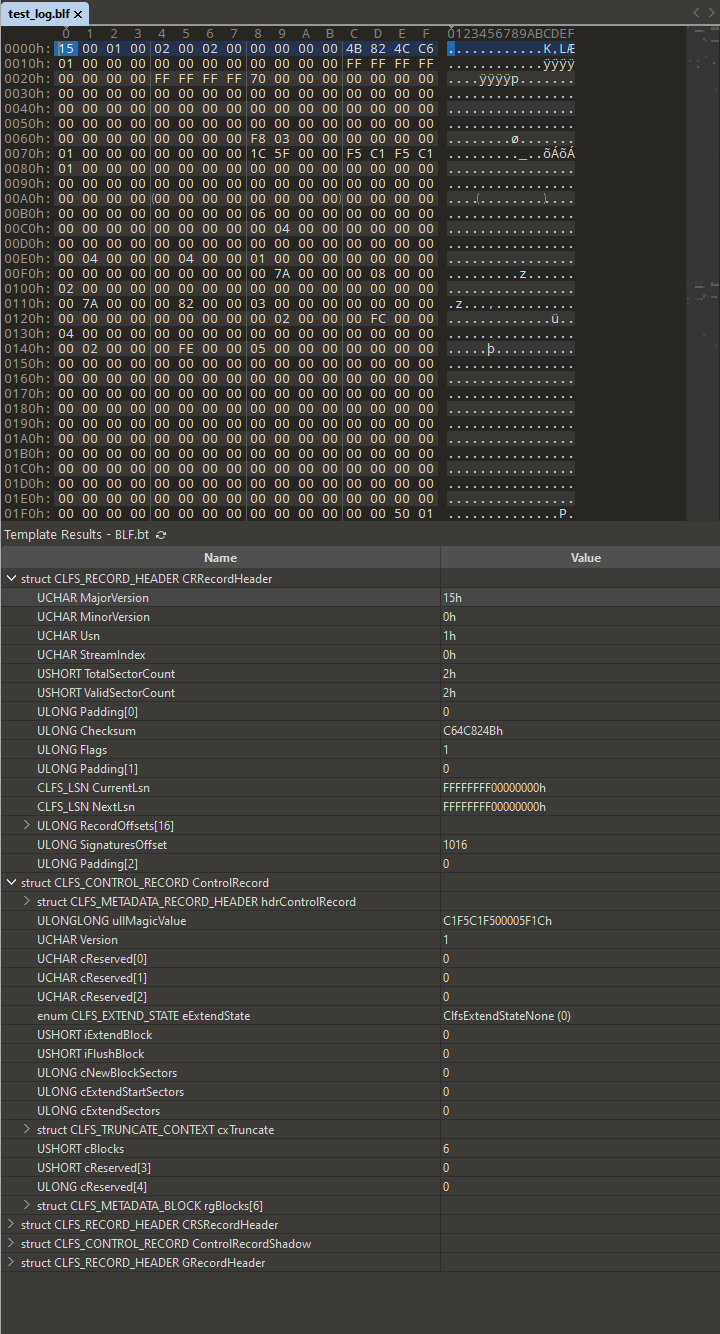 test_log.blf ×
0 1 2 3 4 5 6 7 8 9 A B C D E F 0123456789ABCDEF
0000h: 15 00 01 00 02 00 02 00 00 00 00 00 4B 82 4C C6 ............K‚LÆ
0010h: 01 00 00 00 00 00 00 00 00 00 00 00 FF FF FF FF ............ÿÿÿÿ
0020h: 00 00 00 00 FF FF FF FF 70 00 00 00 00 00 00 00 ....ÿÿÿÿp.......
0030h: 00 00 00 00 00 00 00 00 00 00 00 00 00 00 00 00 ................
0040h: 00 00 00 00 00 00 00 00 00 00 00 00 00 00 00 00 ................
0050h: 00 00 00 00 00 00 00 00 00 00 00 00 00 00 00 00 ................
0060h: 00 00 00 00 00 00 00 00 F8 03 00 00 00 00 00 00 ........ø.......
0070h: 01 00 00 00 00 00 00 00 1C 5F 00 00 F5 C1 F5 C1 ........._..õÁõÁ
0080h: 01 00 00 00 00 00 00 00 00 00 00 00 00 00 00 00 ................
0090h: 00 00 00 00 00 00 00 00 00 00 00 00 00 00 00 00 ................
00A0h: 00 00 00 00 00 00 00 00 00 00 00 00 00 00 00 00 ................
00B0h: 00 00 00 00 00 00 00 00 06 00 00 00 00 00 00 00 ................
00C0h: 00 00 00 00 00 00 00 00 00 04 00 00 00 00 00 00 ................
00D0h: 00 00 00 00 00 00 00 00 00 00 00 00 00 00 00 00 ................
00E0h: 00 04 00 00 00 04 00 00 01 00 00 00 00 00 00 00 ................
00F0h: 00 00 00 00 00 00 00 00 00 7A 00 00 00 08 00 00 .........z......
0100h: 02 00 00 00 00 00 00 00 00 00 00 00 00 00 00 00 ................
0110h: 00 7A 00 00 00 82 00 00 03 00 00 00 00 00 00 00 .z...‚..........
0120h: 00 00 00 00 00 00 00 00 00 02 00 00 00 FC 00 00 .............ü..
0130h: 04 00 00 00 00 00 00 00 00 00 00 00 00 00 00 00 ................
0140h: 00 02 00 00 00 FE 00 00 05 00 00 00 00 00 00 00 .....þ..........
0150h: 00 00 00 00 00 00 00 00 00 00 00 00 00 00 00 00 ................
0160h: 00 00 00 00 00 00 00 00 00 00 00 00 00 00 00 00 ................
0170h: 00 00 00 00 00 00 00 00 00 00 00 00 00 00 00 00 ................
0180h: 00 00 00 00 00 00 00 00 00 00 00 00 00 00 00 00 ................
0190h: 00 00 00 00 00 00 00 00 00 00 00 00 00 00 00 00 ................
01A0h: 00 00 00 00 00 00 00 00 00 00 00 00 00 00 00 00 ................
01B0h: 00 00 00 00 00 00 00 00 00 00 00 00 00 00 00 00 ................
01C0h: 00 00 00 00 00 00 00 00 00 00 00 00 00 00 00 00 ................
01D0h: 00 00 00 00 00 00 00 00 00 00 00 00 00 00 00 00 ................
01E0h: 00 00 00 00 00 00 00 00 00 00 00 00 00 00 00 00 ................
01F0h: 00 00 00 00 00 00 00 00 00 00 00 00 00 00 50 01 ..............P.
Template Results - BLF.bt
Name Value
struct CLFS_RECORD_HEADER CRRecordHeader
UCHAR MajorVersion 15h
UCHAR MinorVersion 0h
UCHAR Usn 1h
UCHAR StreamIndex 0h
USHORT TotalSectorCount 2h
USHORT ValidSectorCount 2h
ULONG Padding[0] 0
ULONG Checksum C64C824Bh
ULONG Flags 1
ULONG Padding[1] 0
CLFS_LSN CurrentLsn FFFFFFFF00000000h
CLFS_LSN NextLsn FFFFFFFF00000000h
ULONG RecordOffsets[16]
ULONG SignaturesOffset 1016
ULONG Padding[2] 0
struct CLFS_CONTROL_RECORD ControlRecord
struct CLFS_METADATA_RECORD_HEADER hdrControlRecord
ULONGLONG ullMagicValue C1F5C1F500005F1Ch
UCHAR Version 1
UCHAR cReserved[0] 0
UCHAR cReserved[1] 0
UCHAR cReserved[2] 0
enum CLFS_EXTEND_STATE eExtendState ClfsExtendStateNone (0)
USHORT iExtendBlock 0
USHORT iFlushBlock 0
ULONG cNewBlockSectors 0
ULONG cExtendStartSectors 0
ULONG cExtendSectors 0
struct CLFS_TRUNCATE_CONTEXT cxTruncate
USHORT cBlocks 6
USHORT cReserved[3] 0
ULONG cReserved[4] 0
struct CLFS_METADATA_BLOCK rgBlocks[6]
struct CLFS_RECORD_HEADER CRSRecordHeader
struct CLFS_CONTROL_RECORD ControlRecordShadow
struct CLFS_RECORD_HEADER GRecordHeader